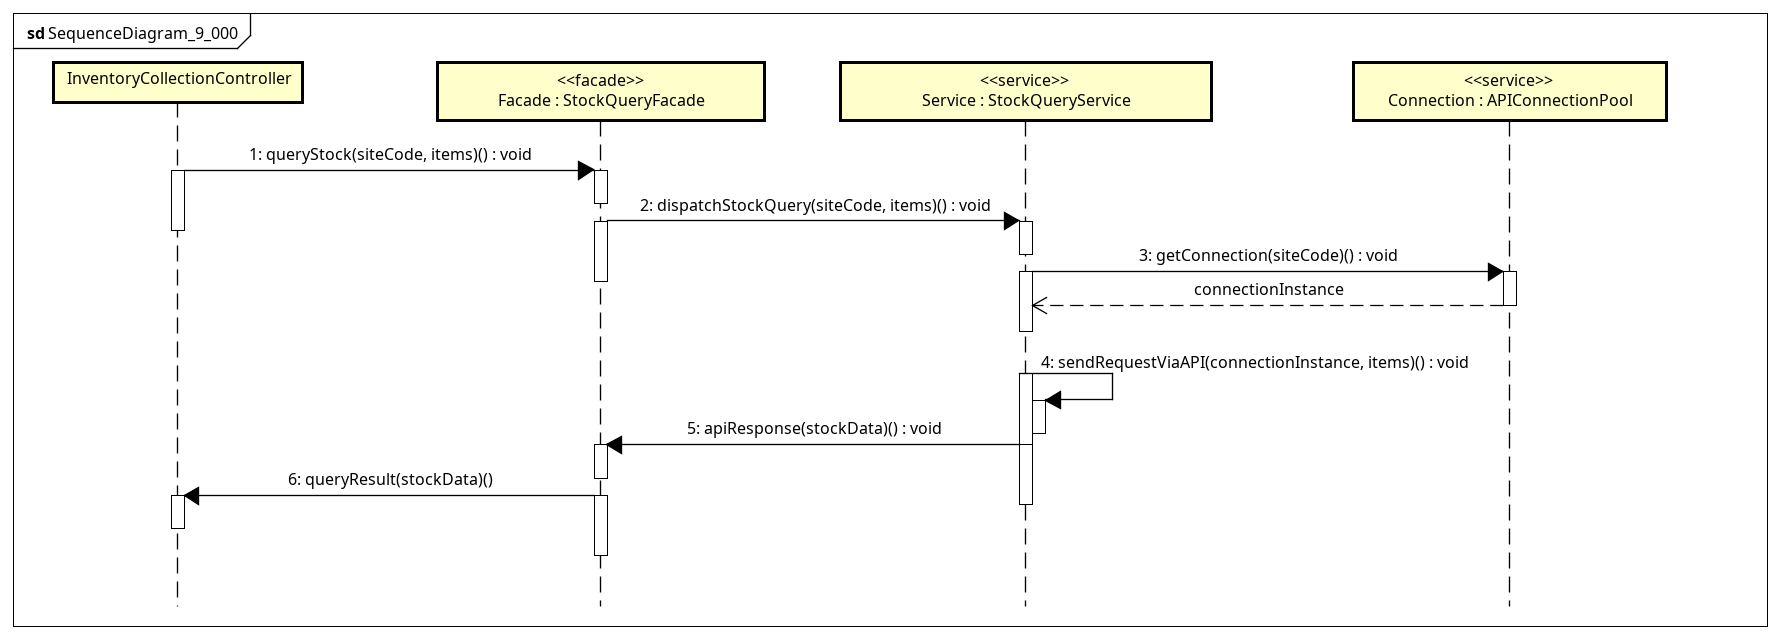 sd SequenceDiagram_9_000
InventoryCollectionController
<<facade>>
Facade : StockQueryFacade
<<service>>
Service : StockQueryService
<<service>>
Connection : APIConnectionPool
1: queryStock(siteCode, items)() : void
2: dispatchStockQuery(siteCode, items)() : void
3: getConnection(siteCode)() : void
connectionInstance
4: sendRequestViaAPI(connectionInstance, items)() : void
5: apiResponse(stockData)() : void
6: queryResult(stockData)()